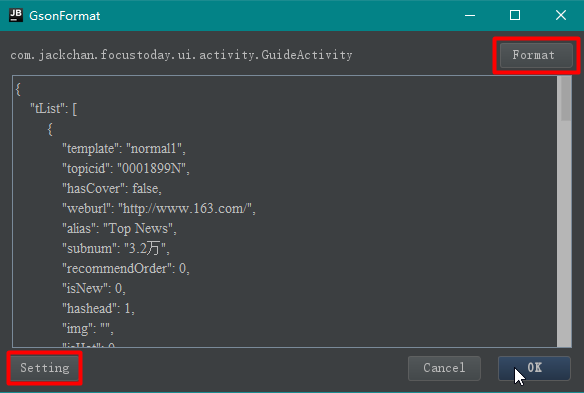 JB GsonFormat
com.jackchan.focustoday.ui.activity.GuideActivity
Format
{
"tList": [
{
"template": "normal1",
"topicid": "0001899N",
"hasCover": false,
"weburl": "http://www.163.com/",
"alias": "Top News",
"subnum": "3.2万",
"recommendOrder": 0,
"isNew": 0,
"hashead": 1,
"img": "",
"isHot": 0
Setting
Cancel
OK